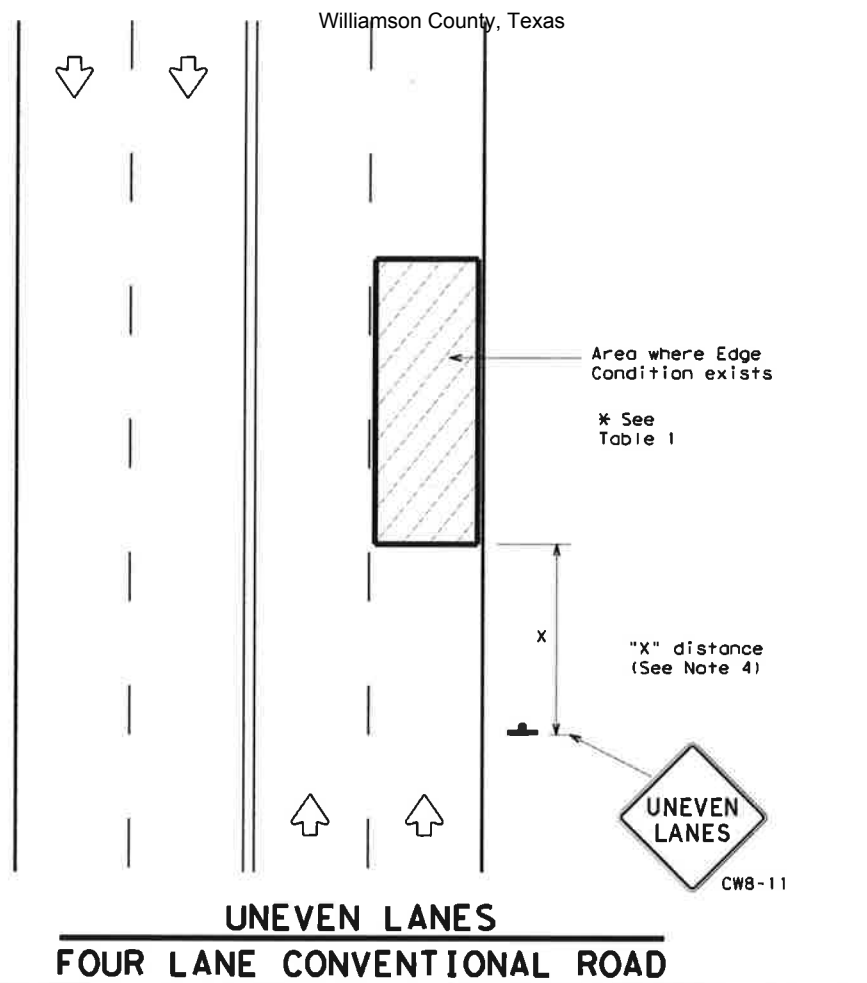 Williamson County, Texas
Area where Edge
Condition exists
* See
Table 1
X
"X" distance
(See Note 4)
UNEVEN
LANES
CW8-11
UNEVEN LANES
FOUR LANE CONVENTIONAL ROAD